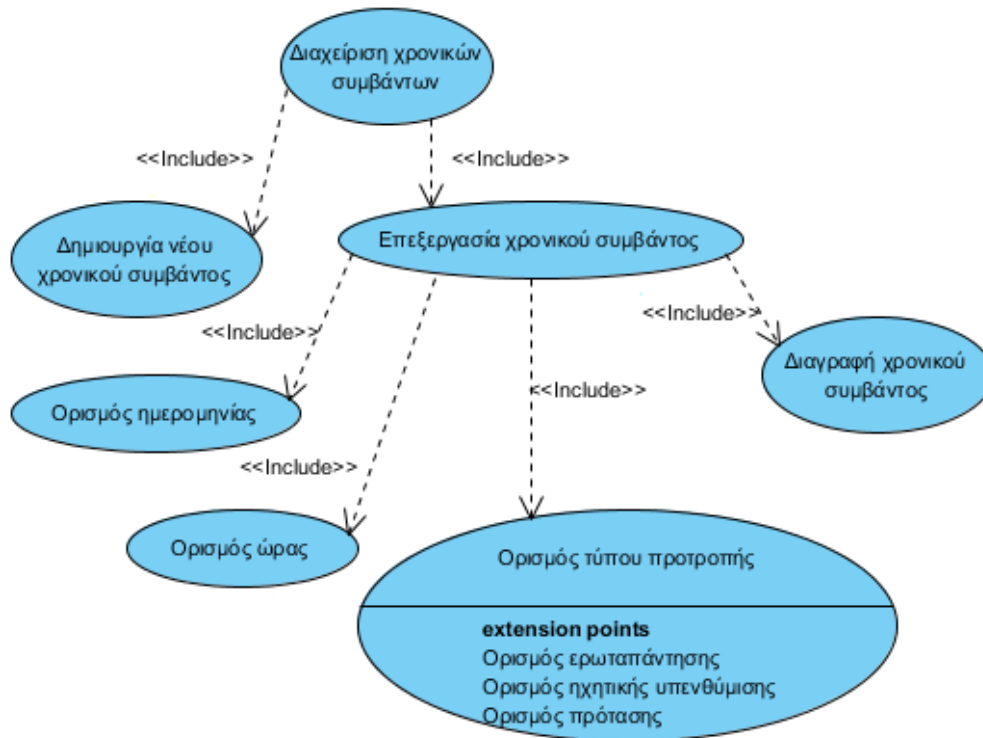 Διαχείριση χρονικών
συμβάντων
<<Include>>
<<Include>>
Δημιουργία νέου
χρονικού συμβάντος
Επεξεργασία χρονικού συμβάντος
<<Include>>
<<Include>>
Διαγραφή χρονικού
συμβάντος
<<Include>>
Ορισμός ημερομηνίας
<<Include>>
Ορισμός ώρας
Ορισμός τύπου προτροπής
extension points
Ορισμός ερωταπάντησης
Ορισμός ηχητικής υπενθύμισης
Ορισμός πρότασης